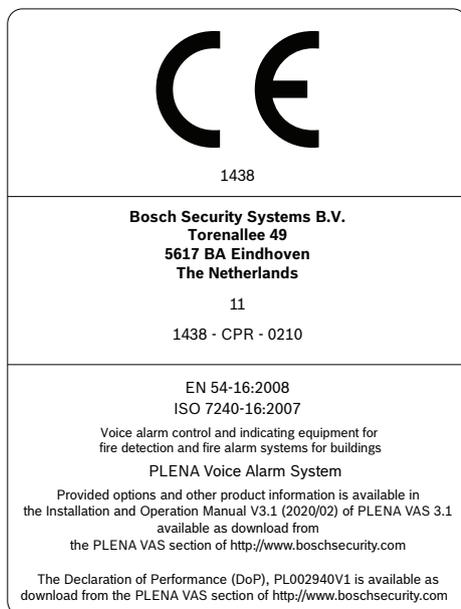 CE
1438
Bosch Security Systems B.V.
Torenallee 49
5617 BA Eindhoven
The Netherlands
11
1438 - CPR - 0210
EN 54-16:2008
ISO 7240-16:2007
Voice alarm control and indicating equipment for
fire detection and fire alarm systems for buildings
PLENA Voice Alarm System
Provided options and other product information is available in
the Installation and Operation Manual V3.1 (2020/02) of PLENA VAS 3.1
available as download from
the PLENA VAS section of http://www.boschsecurity.com
The Declaration of Performance (DoP), PL002940V1 is available as
download from the PLENA VAS section of http://www.boschsecurity.com